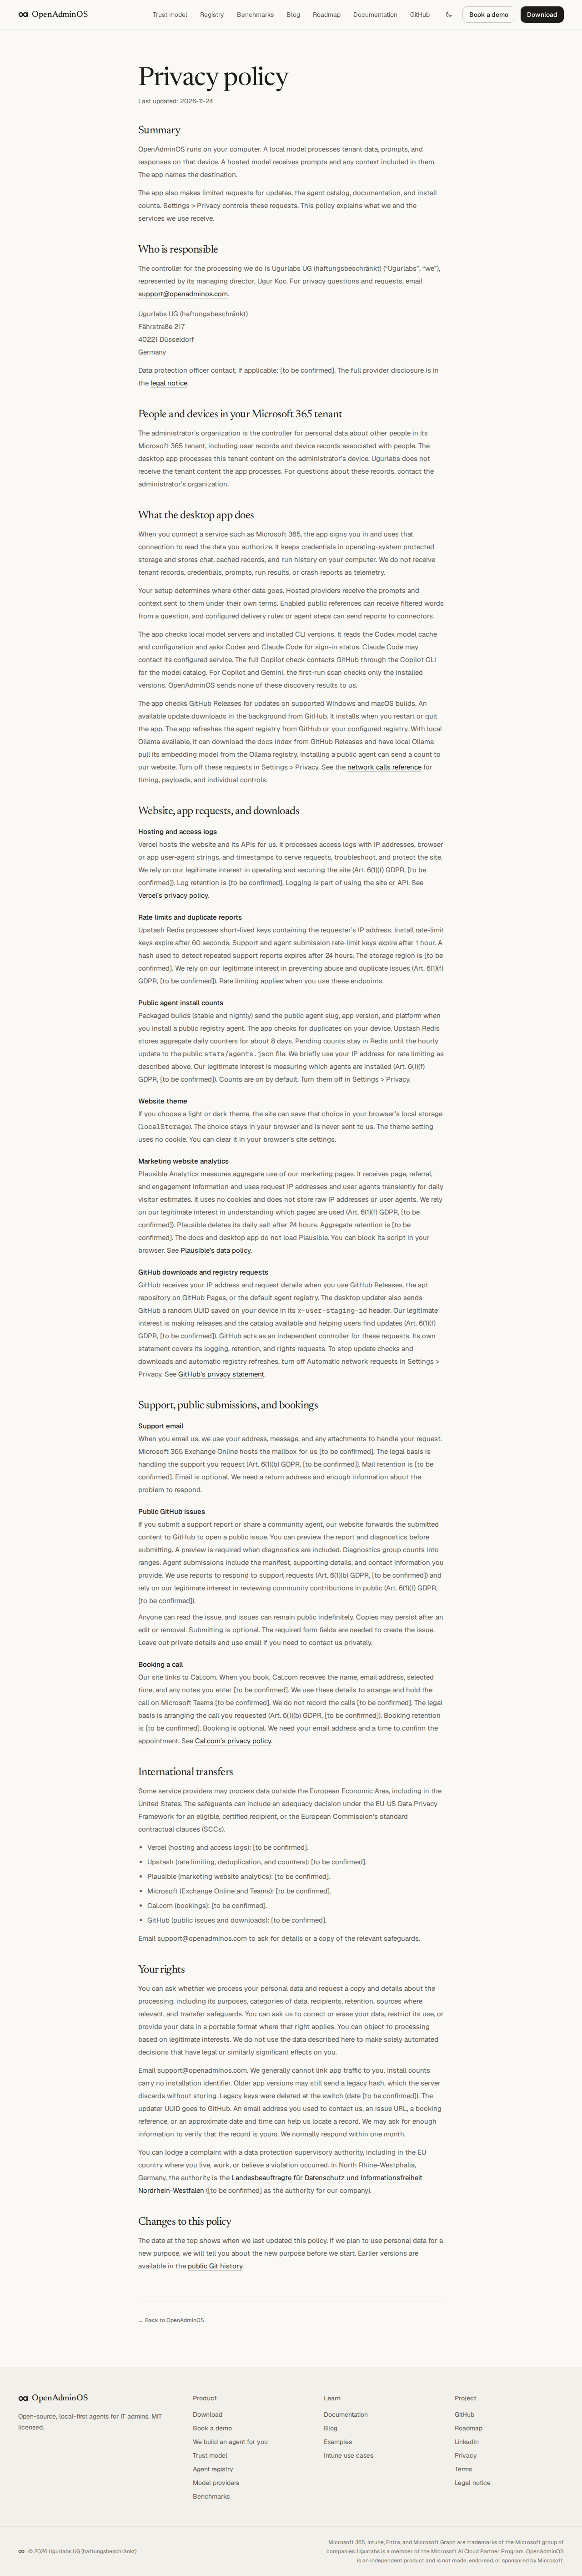 OpenAdminOS
Trust model Registry Benchmarks Blog Roadmap Documentation GitHub Book a demo Download
Privacy policy
Last updated: 2026-11-24
Summary
OpenAdminOS runs on your computer. A local model processes tenant data, prompts, and
responses on that device. A hosted model receives prompts and any context included in them.
The app names the destination.
The app also makes limited requests for updates, the agent catalog, documentation, and install
counts. Settings > Privacy controls these requests. This policy explains what we and the
services we use receive.
Who is responsible
The controller for the processing we do is Ugurlabs UG (haftungsbeschränkt) (“Ugurlabs”, “we”),
represented by its managing director, Ugur Koc. For privacy questions and requests, email
support@openadminos.com.
Ugurlabs UG (haftungsbeschränkt)
Fährstraße 217
40221 Düsseldorf
Germany
Data protection officer contact, if applicable: [to be confirmed]. The full provider disclosure is in
the legal notice.
People and devices in your Microsoft 365 tenant
The administrator’s organization is the controller for personal data about other people in its
Microsoft 365 tenant, including user records and device records associated with people. The
desktop app processes this tenant content on the administrator’s device. Ugurlabs does not
receive the tenant content the app processes. For questions about these records, contact the
administrator’s organization.
What the desktop app does
When you connect a service such as Microsoft 365, the app signs you in and uses that
connection to read the data you authorize. It keeps credentials in operating-system protected
storage and stores chat, cached records, and run history on your computer. We do not receive
tenant records, credentials, prompts, run results, or crash reports as telemetry.
Your setup determines where other data goes. Hosted providers receive the prompts and
context sent to them under their own terms. Enabled public references can receive filtered words
from a question, and configured delivery rules or agent steps can send reports to connectors.
The app checks local model servers and installed CLI versions. It reads the Codex model cache
and configuration and asks Codex and Claude Code for sign-in status. Claude Code may
contact its configured service. The full Copilot check contacts GitHub through the Copilot CLI
for the model catalog. For Copilot and Gemini, the first-run scan checks only the installed
versions. OpenAdminOS sends none of these discovery results to us.
The app checks GitHub Releases for updates on supported Windows and macOS builds. An
available update downloads in the background from GitHub. It installs when you restart or quit
the app. The app refreshes the agent registry from GitHub or your configured registry. With local
Ollama available, it can download the docs index from GitHub Releases and have local Ollama
pull its embedding model from the Ollama registry. Installing a public agent can send a count to
our website. Turn off these requests in Settings > Privacy. See the network calls reference for
timing, payloads, and individual controls.
Website, app requests, and downloads
Hosting and access logs
Vercel hosts the website and its APIs for us. It processes access logs with IP addresses, browser
or app user-agent strings, and timestamps to serve requests, troubleshoot, and protect the site.
We rely on our legitimate interest in operating and securing the site (Art. 6(1)(f) GDPR, [to be
confirmed]). Log retention is [to be confirmed]. Logging is part of using the site or API. See
Vercel’s privacy policy.
Rate limits and duplicate reports
Upstash Redis processes short-lived keys containing the requester’s IP address. Install rate-limit
keys expire after 60 seconds. Support and agent submission rate-limit keys expire after 1 hour. A
hash used to detect repeated support reports expires after 24 hours. The storage region is [to be
confirmed]. We rely on our legitimate interest in preventing abuse and duplicate issues (Art. 6(1)(f)
GDPR, [to be confirmed]). Rate limiting applies when you use these endpoints.
Public agent install counts
Packaged builds (stable and nightly) send the public agent slug, app version, and platform when
you install a public registry agent. The app checks for duplicates on your device. Upstash Redis
stores aggregate daily counters for about 8 days. Pending counts stay in Redis until the hourly
update to the public stats/agents.json file. We briefly use your IP address for rate limiting as
described above. Our legitimate interest is measuring which agents are installed (Art. 6(1)(f)
GDPR, [to be confirmed]). Counts are on by default. Turn them off in Settings > Privacy.
Website theme
If you choose a light or dark theme, the site can save that choice in your browser’s local storage
(localStorage). The choice stays in your browser and is never sent to us. The theme setting
uses no cookie. You can clear it in your browser’s site settings.
Marketing website analytics
Plausible Analytics measures aggregate use of our marketing pages. It receives page, referral,
and engagement information and uses request IP addresses and user agents transiently for daily
visitor estimates. It uses no cookies and does not store raw IP addresses or user agents. We rely
on our legitimate interest in understanding which pages are used (Art. 6(1)(f) GDPR, [to be
confirmed]). Plausible deletes its daily salt after 24 hours. Aggregate retention is [to be
confirmed]. The docs and desktop app do not load Plausible. You can block its script in your
browser. See Plausible’s data policy.
GitHub downloads and registry requests
GitHub receives your IP address and request details when you use GitHub Releases, the apt
repository on GitHub Pages, or the default agent registry. The desktop updater also sends
GitHub a random UUID saved on your device in its x-user-staging-id header. Our legitimate
interest is making releases and the catalog available and helping users find updates (Art. 6(1)(f)
GDPR, [to be confirmed]). GitHub acts as an independent controller for these requests. Its own
statement covers its logging, retention, and rights requests. To stop update checks and
downloads and automatic registry refreshes, turn off Automatic network requests in Settings >
Privacy. See GitHub’s privacy statement.
Support, public submissions, and bookings
Support email
When you email us, we use your address, message, and any attachments to handle your request.
Microsoft 365 Exchange Online hosts the mailbox for us [to be confirmed]. The legal basis is
handling the support you request (Art. 6(1)(b) GDPR, [to be confirmed]). Mail retention is [to be
confirmed]. Email is optional. We need a return address and enough information about the
problem to respond.
Public GitHub issues
If you submit a support report or share a community agent, our website forwards the submitted
content to GitHub to open a public issue. You can preview the report and diagnostics before
submitting. A preview is required when diagnostics are included. Diagnostics group counts into
ranges. Agent submissions include the manifest, supporting details, and contact information you
provide. We use reports to respond to support requests (Art. 6(1)(b) GDPR, [to be confirmed]) and
rely on our legitimate interest in reviewing community contributions in public (Art. 6(1)(f) GDPR,
[to be confirmed]).
Anyone can read the issue, and issues can remain public indefinitely. Copies may persist after an
edit or removal. Submitting is optional. The required form fields are needed to create the issue.
Leave out private details and use email if you need to contact us privately.
Booking a call
Our site links to Cal.com. When you book, Cal.com receives the name, email address, selected
time, and any notes you enter [to be confirmed]. We use these details to arrange and hold the
call on Microsoft Teams [to be confirmed]. We do not record the calls [to be confirmed]. The legal
basis is arranging the call you requested (Art. 6(1)(b) GDPR, [to be confirmed]). Booking retention
is [to be confirmed]. Booking is optional. We need your email address and a time to confirm the
appointment. See Cal.com’s privacy policy.
International transfers
Some service providers may process data outside the European Economic Area, including in the
United States. The safeguards can include an adequacy decision under the EU-US Data Privacy
Framework for an eligible, certified recipient, or the European Commission’s standard
contractual clauses (SCCs).
• Vercel (hosting and access logs): [to be confirmed].
• Upstash (rate limiting, deduplication, and counters): [to be confirmed].
• Plausible (marketing website analytics): [to be confirmed].
• Microsoft (Exchange Online and Teams): [to be confirmed].
• Cal.com (bookings): [to be confirmed].
• GitHub (public issues and downloads): [to be confirmed].
Email support@openadminos.com to ask for details or a copy of the relevant safeguards.
Your rights
You can ask whether we process your personal data and request a copy and details about the
processing, including its purposes, categories of data, recipients, retention, sources where
relevant, and transfer safeguards. You can ask us to correct or erase your data, restrict its use, or
provide your data in a portable format where that right applies. You can object to processing
based on legitimate interests. We do not use the data described here to make solely automated
decisions that have legal or similarly significant effects on you.
Email support@openadminos.com. We generally cannot link app traffic to you. Install counts
carry no installation identifier. Older app versions may still send a legacy hash, which the server
discards without storing. Legacy keys were deleted at the switch (date [to be confirmed]). The
updater UUID goes to GitHub. An email address you used to contact us, an issue URL, a booking
reference, or an approximate date and time can help us locate a record. We may ask for enough
information to verify that the record is yours. We normally respond within one month.
You can lodge a complaint with a data protection supervisory authority, including in the EU
country where you live, work, or believe a violation occurred. In North Rhine-Westphalia,
Germany, the authority is the Landesbeauftragte für Datenschutz und Informationsfreiheit
Nordrhein-Westfalen ([to be confirmed] as the authority for our company).
Changes to this policy
The date at the top shows when we last updated this policy. If we plan to use personal data for a
new purpose, we will tell you about the new purpose before we start. Earlier versions are
available in the public Git history.
← Back to OpenAdminOS
OpenAdminOS
Open-source, local-first agents for IT admins. MIT
licensed.
Product
Download
Book a demo
We build an agent for you
Trust model
Agent registry
Model providers
Benchmarks
Learn
Documentation
Blog
Examples
Intune use cases
Project
GitHub
Roadmap
LinkedIn
Privacy
Terms
Legal notice
© 2026 Ugurlabs UG (haftungsbeschränkt)
Microsoft 365, Intune, Entra, and Microsoft Graph are trademarks of the Microsoft group of
companies. Ugurlabs is a member of the Microsoft AI Cloud Partner Program. OpenAdminOS
is an independent product and is not made, endorsed, or sponsored by Microsoft.